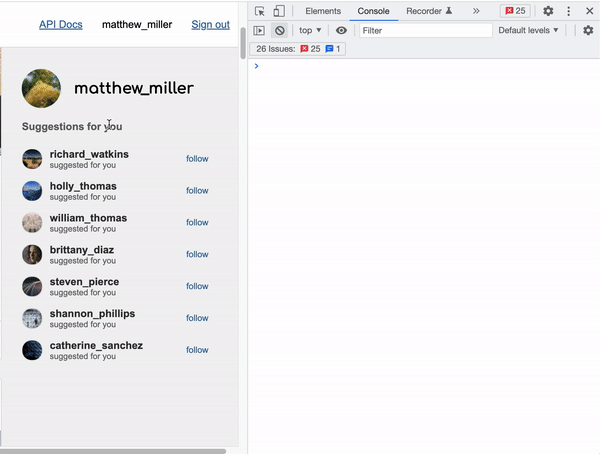 API Docs matthew_miller Sign out
matthew_miller
Suggestions for you
richard_watkins
suggested for you
follow
holly_thomas
suggested for you
follow
william_thomas
suggested for you
follow
brittany_diaz
suggested for you
follow
steven_pierce
suggested for you
follow
shannon_phillips
suggested for you
follow
catherine_sanchez
suggested for you
follow
Elements Console Recorder » 25
top Filter Default levels
26 Issues: 25 1